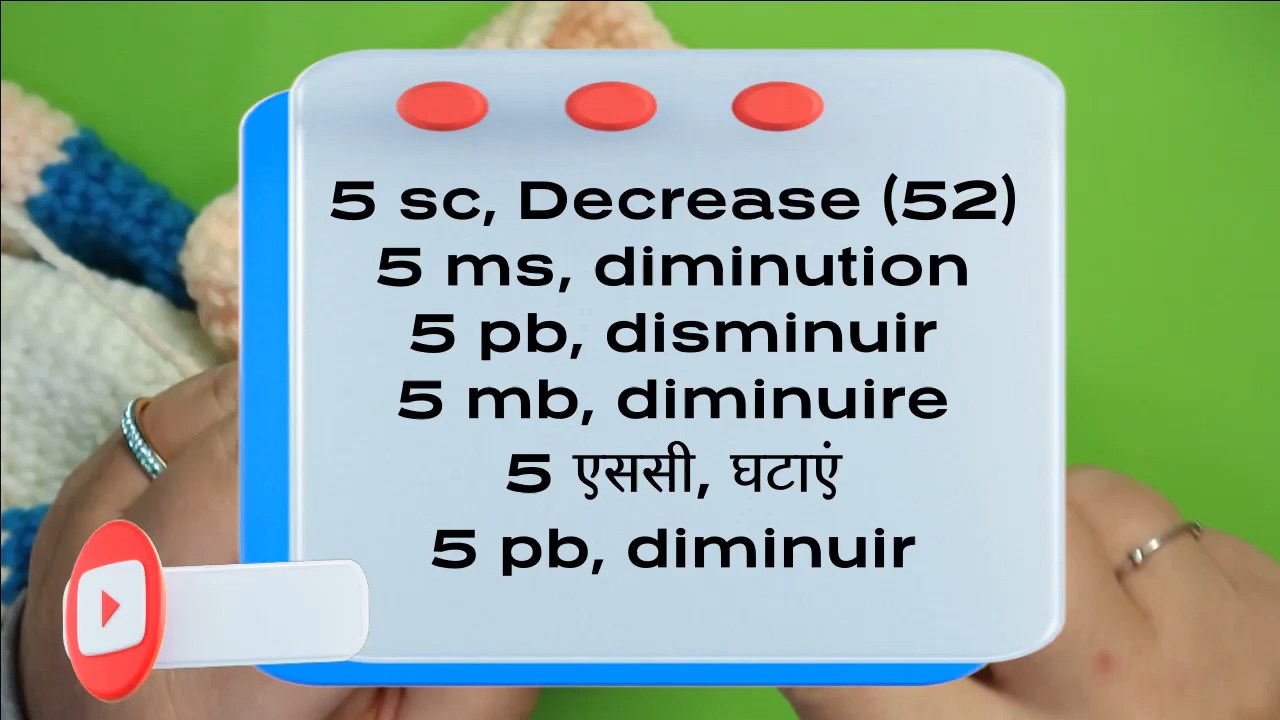 5 sc, Decrease (52)
5 ms, diminution
5 pb, disminuir
5 mb, diminuire
5 एससी, घटाएं
5 pb, diminuir